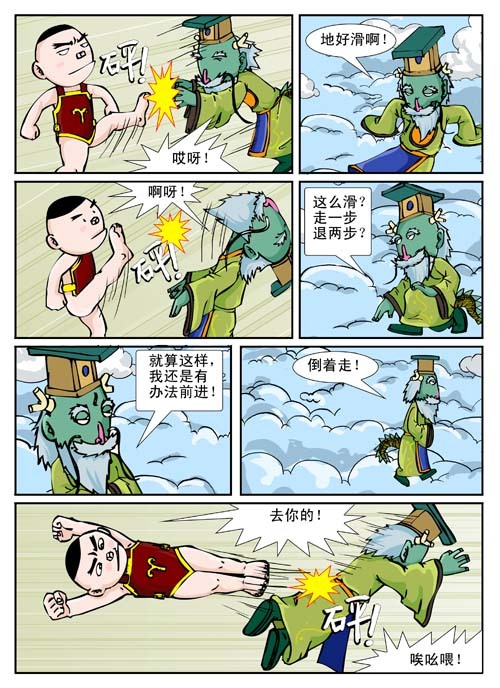 砰!
哎呀!
地好滑啊!
啊呀!
砰!
这么滑?
走一步
退两步?
就算这样,
我还是有
办法前进!
倒着走!
去你的!
砰!
唉吆喂!